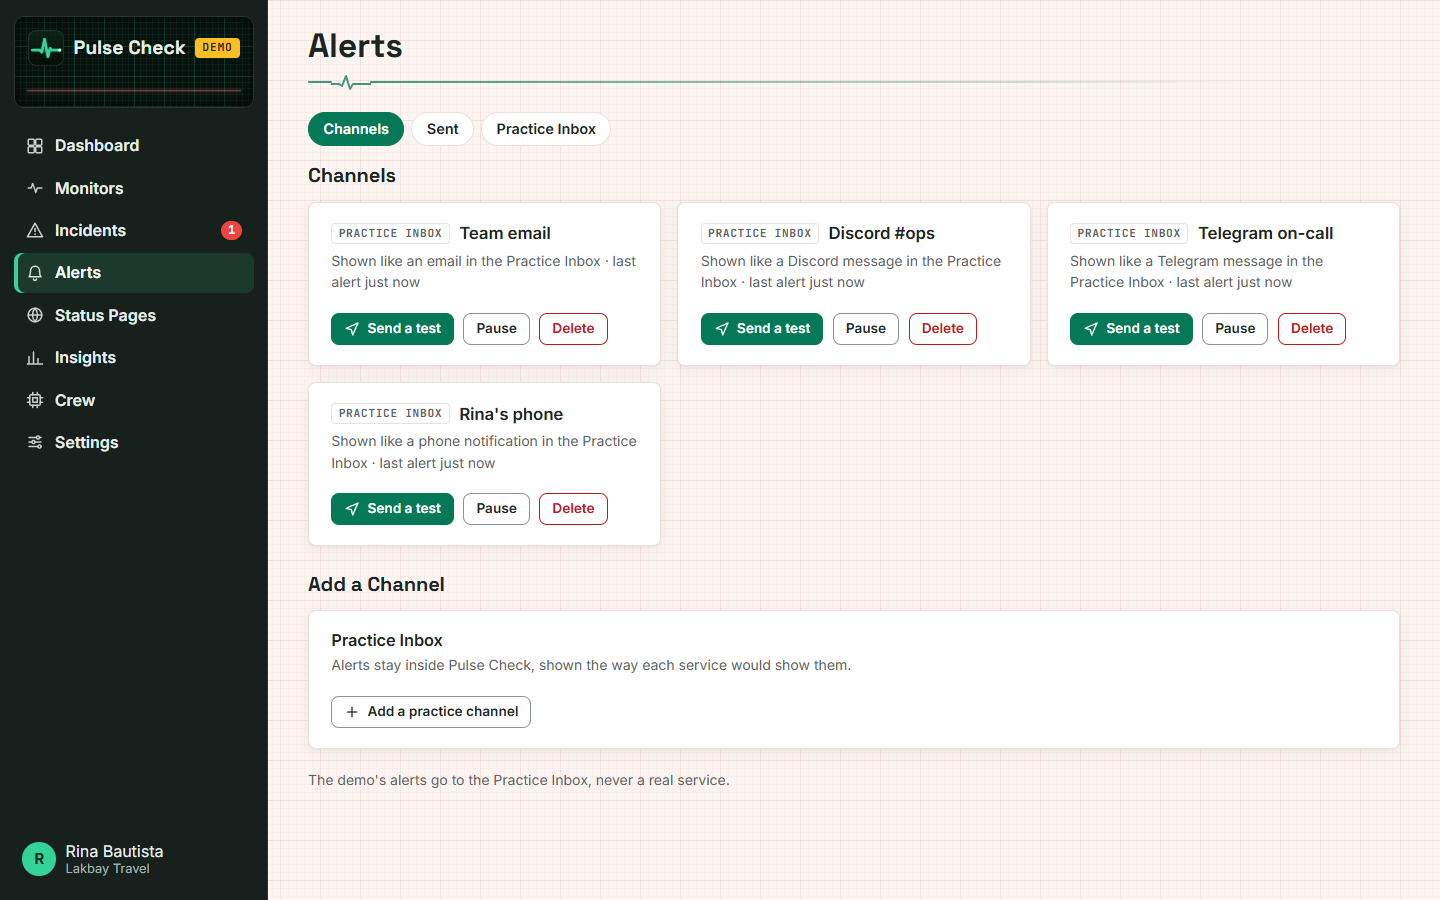 Pulse Check DEMO
Dashboard
Monitors
Incidents 1
Alerts
Status Pages
Insights
Crew
Settings
R
Rina Bautista
Lakbay Travel
Alerts
Channels Sent Practice Inbox
Channels
PRACTICE INBOX Team email
Shown like an email in the Practice Inbox · last
alert just now
Send a test Pause Delete
PRACTICE INBOX Discord #ops
Shown like a Discord message in the Practice
Inbox · last alert just now
Send a test Pause Delete
PRACTICE INBOX Telegram on-call
Shown like a Telegram message in the
Practice Inbox · last alert just now
Send a test Pause Delete
PRACTICE INBOX Rina's phone
Shown like a phone notification in the Practice
Inbox · last alert just now
Send a test Pause Delete
Add a Channel
Practice Inbox
Alerts stay inside Pulse Check, shown the way each service would show them.
+ Add a practice channel
The demo's alerts go to the Practice Inbox, never a real service.